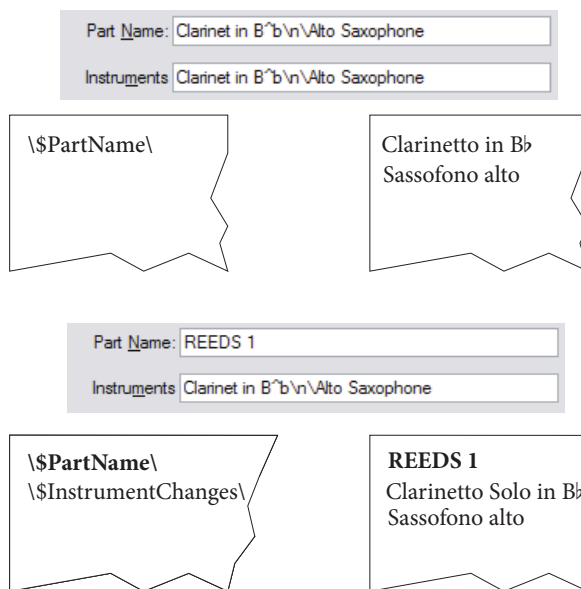 Part Name: Clarinet in B^b\n\Alto Saxophone
Instruments Clarinet in B^b\n\Alto Saxophone
\$PartName\
Clarinetto in B♭
Sassofono alto
Part Name: REEDS 1
Instruments Clarinet in B^b\n\Alto Saxophone
\$PartName\
\$InstrumentChanges\
REEDS 1
Clarinetto Solo in B♭
Sassofono alto